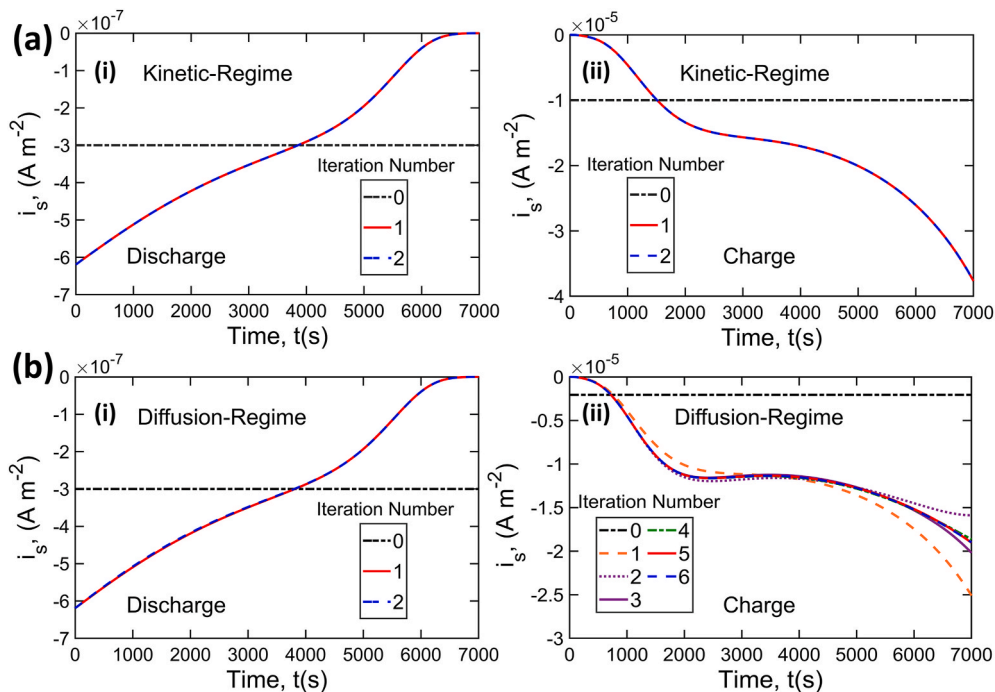 (a)
×10⁻⁷
(i)
Kinetic-Regime
0
-1
-2
-3
-4
-5
-6
-7
i_s, (A m⁻²)
Iteration Number
0
1
2
Discharge
0 1000 2000 3000 4000 5000 6000 7000
Time, t(s)
×10⁻⁵
(ii)
Kinetic-Regime
0
-1
-2
-3
-4
i_s, (A m⁻²)
Iteration Number
0
1
2
Charge
0 1000 2000 3000 4000 5000 6000 7000
Time, t(s)
(b)
×10⁻⁷
(i)
Diffusion-Regime
0
-1
-2
-3
-4
-5
-6
-7
i_s, (A m⁻²)
Iteration Number
0
1
2
Discharge
0 1000 2000 3000 4000 5000 6000 7000
Time, t(s)
×10⁻⁵
(ii)
Diffusion-Regime
0
-0.5
-1
-1.5
-2
-2.5
-3
i_s, (A m⁻²)
Iteration Number
0 4
1 5
2 6
3
Charge
0 1000 2000 3000 4000 5000 6000 7000
Time, t(s)